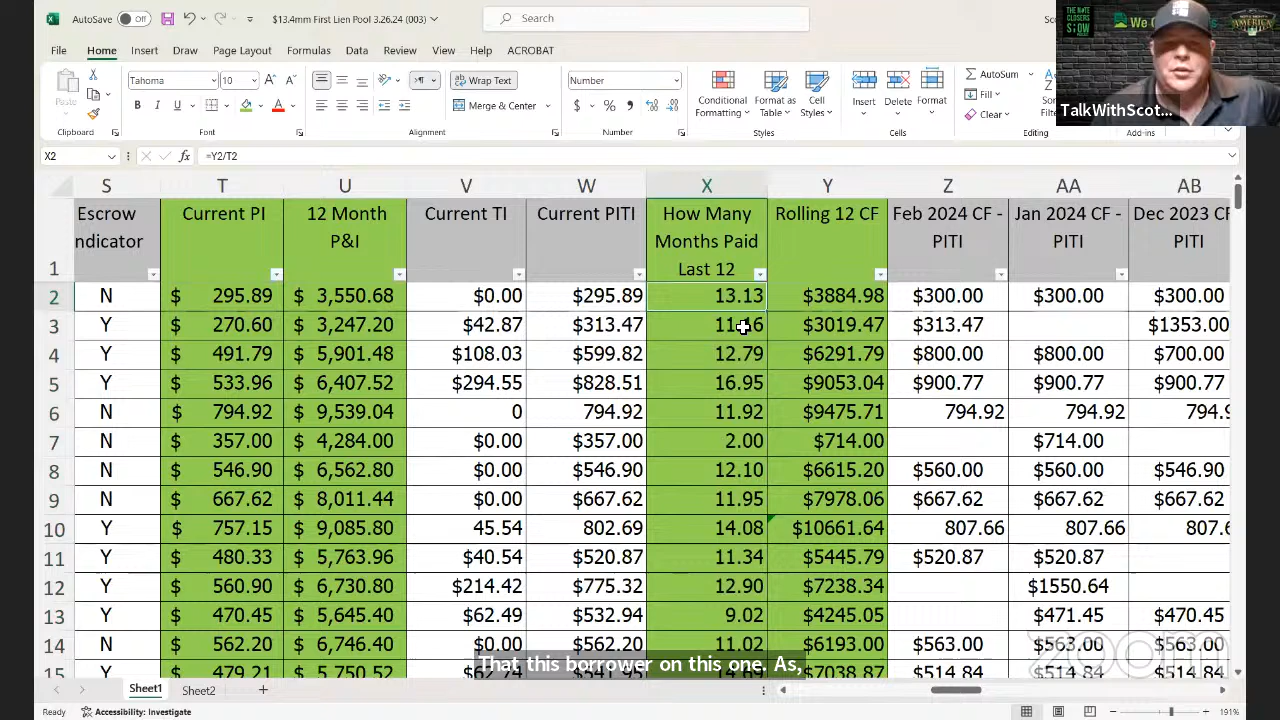 AutoSave Off $13.4mm First Lien Pool 3.26.24 (003) Search
THE NOTE CLOSERS SHOW
We
AMERICA
File Home Insert Draw Page Layout Formulas Data Review View Help ACROBAT
Paste Tahoma 10 Wrap Text Number Conditional Formatting Format as Table Cell Styles Insert Delete Format AutoSum
B I U Merge & Center $ % Fill
Clear
Clipboard Font Alignment Number Styles Cells Editing Add-ins
TalkWithScot...
X2 fx =Y2/T2
S T U V W X Y Z AA AB
1 Escrow ndicator Current PI 12 Month P&I Current TI Current PITI How Many Months Paid Last 12 Rolling 12 CF Feb 2024 CF - PITI Jan 2024 CF - PITI Dec 2023 CF PITI
2 N $ 295.89 $ 3,550.68 $0.00 $295.89 13.13 $3884.98 $300.00 $300.00
3 Y $ 270.60 $ 3,247.20 $42.87 $313.47 $3019.47 $313.47 $1353.00
4 Y $ 491.79 $ 5,901.48 $108.03 $599.82 12.79 $6291.79 $800.00 $800.00 $700.00
5 Y $ 533.96 $ 6,407.52 $294.55 $828.51 16.95 $9053.04 $900.77 $900.77 $900.77
6 N $ 794.92 $ 9,539.04 0 794.92 11.92 $9475.71 794.92 794.92 794.9
7 N $ 357.00 $ 4,284.00 $0.00 $357.00 2.00 $714.00 $714.00
8 N $ 546.90 $ 6,562.80 $0.00 $546.90 12.10 $6615.20 $560.00 $560.00 $546.90
9 N $ 667.62 $ 8,011.44 $0.00 $667.62 11.95 $7978.06 $667.62 $667.62 $667.62
10 Y $ 757.15 $ 9,085.80 45.54 802.69 14.08 $10661.64 807.66 807.66 807.6
11 Y $ 480.33 $ 5,763.96 $40.54 $520.87 11.34 $5445.79 $520.87 $520.87
12 Y $ 560.90 $ 6,730.80 $214.42 $775.32 12.90 $7238.34 $1550.64
13 Y $ 470.45 $ 5,645.40 $62.49 $532.94 9.02 $4245.05 $471.45 $470.45
14 N $ 562.20 $ 6,746.40 $0.00 $562.20 11.02 $6193.00 $563.00 $563.00 $563.00
15 Y $ 479.21 $ 5,750.52 $7038.87 $514.84 $514.84 $514.84
zoom
That this borrower on this one. As,
Sheet1 Sheet2
Ready Accessibility: Investigate 191%